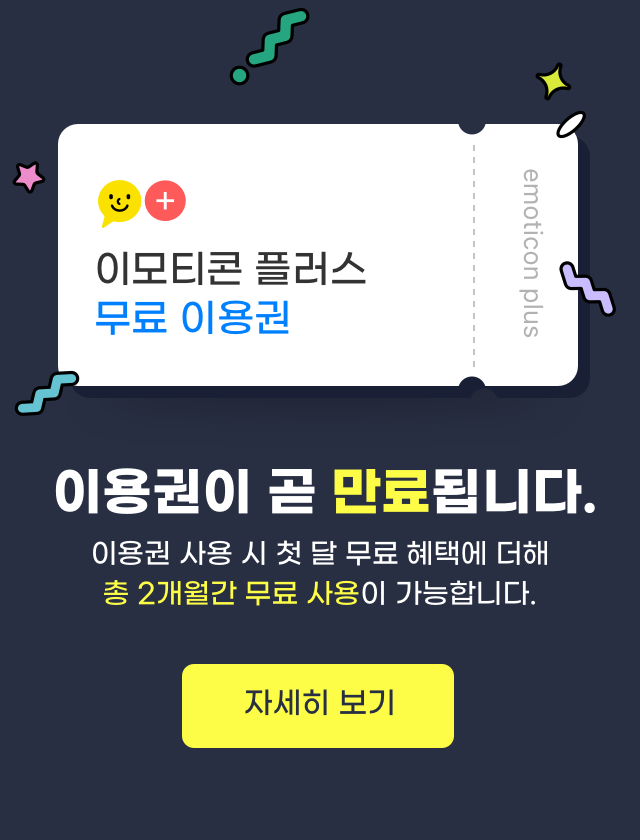 이모티콘 플러스
무료 이용권
emoticon plus
이용권이 곧 만료됩니다.
이용권 사용 시 첫 달 무료 혜택에 더해
총 2개월간 무료 사용이 가능합니다.
자세히 보기